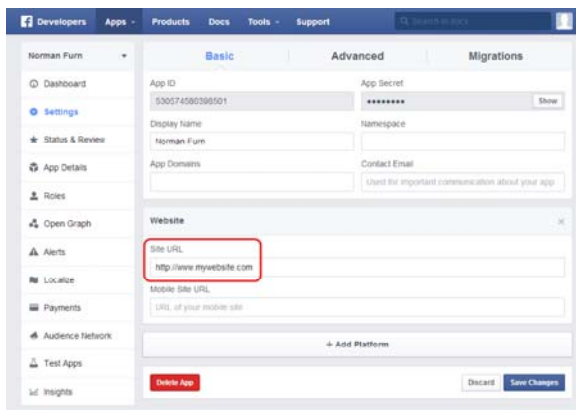 Developers Apps Products Docs Tools Support Search in docs
Norman Furn Basic Advanced Migrations
Dashboard
Settings
Status & Review
App Details
Roles
Open Graph
Alerts
Localize
Payments
Audience Network
Test Apps
Insights
App ID App Secret
530574580398501 ●●●●●●●● Show
Display Name Namespace
Norman Furn
App Domains Contact Email
Used for important communication about your app
Website ×
Site URL
http://www.mywebsite.com
Mobile Site URL
URL of your mobile site
+ Add Platform
Delete App Discard Save Changes